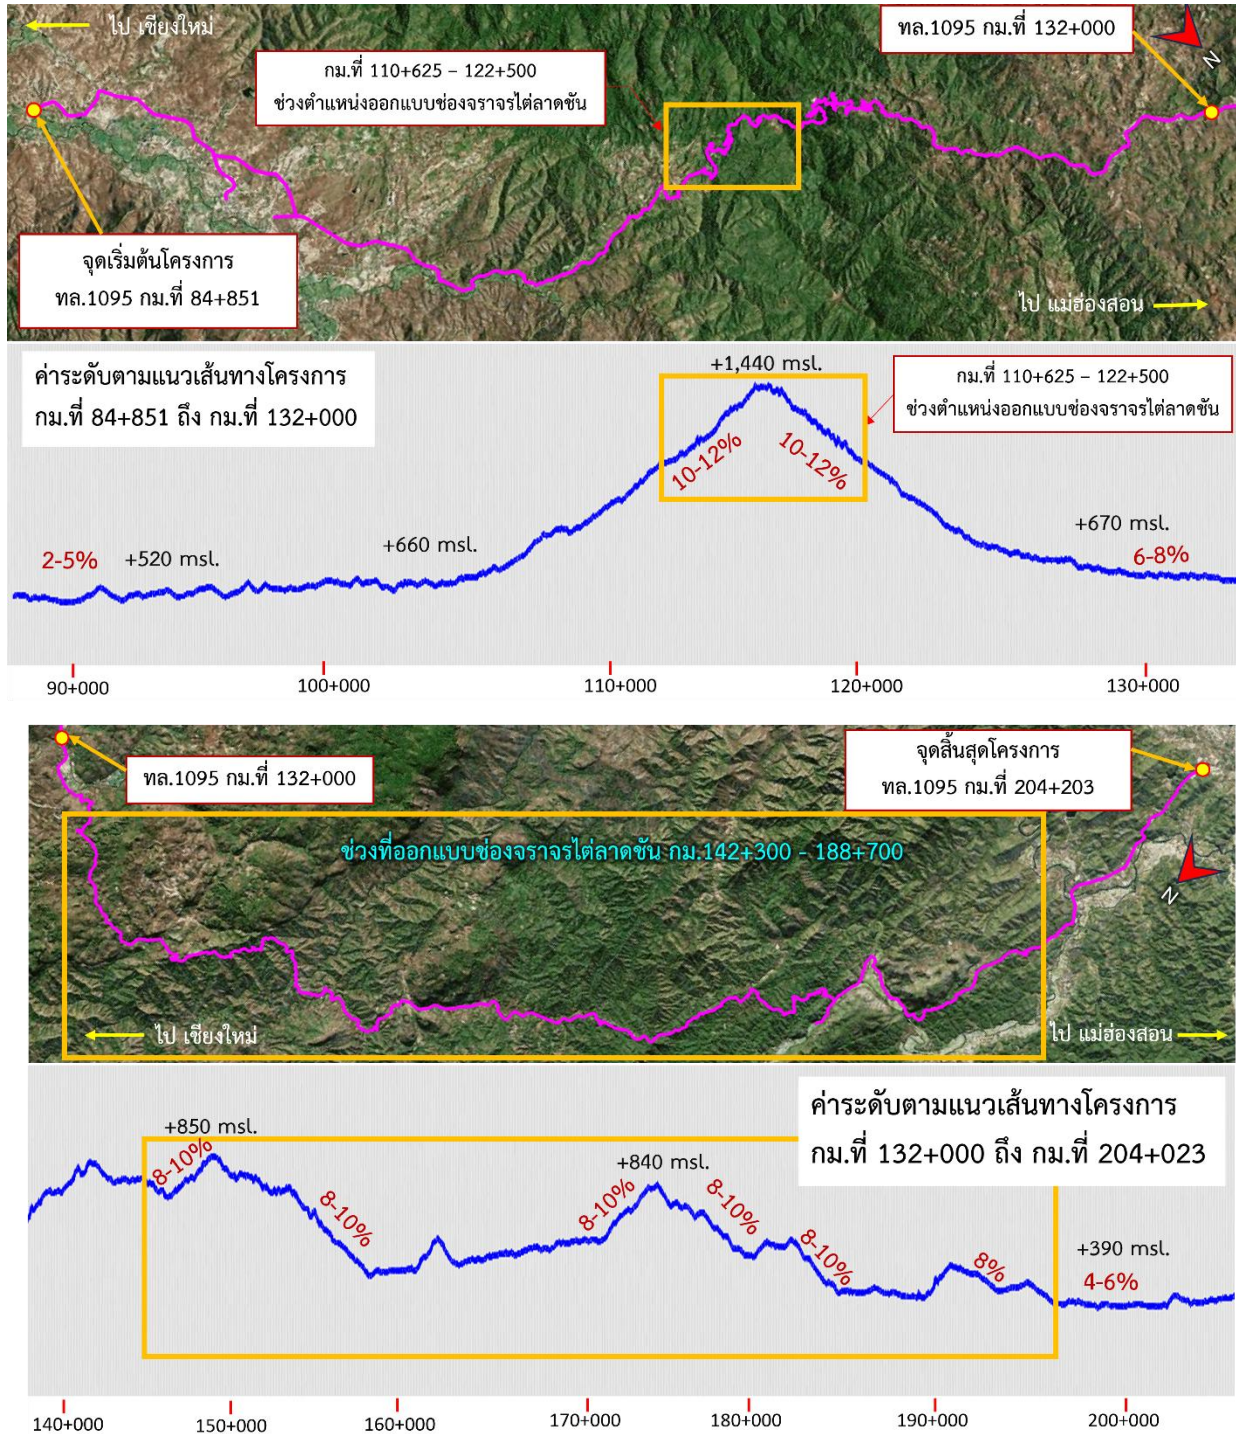 ไป เชียงใหม่
ทล.1095 กม.ที่ 132+000
N
กม.ที่ 110+625 – 122+500
ช่วงตำแหน่งออกแบบช่องจราจรไต่ลาดชัน
จุดเริ่มต้นโครงการ
ทล.1095 กม.ที่ 84+851
ไป แม่ฮ่องสอน
ค่าระดับตามแนวเส้นทางโครงการ
กม.ที่ 84+851 ถึง กม.ที่ 132+000
+1,440 msl.
กม.ที่ 110+625 – 122+500
ช่วงตำแหน่งออกแบบช่องจราจรไต่ลาดชัน
10-12%
10-12%
2-5%
+520 msl.
+660 msl.
+670 msl.
6-8%
90+000
100+000
110+000
120+000
130+000
ทล.1095 กม.ที่ 132+000
จุดสิ้นสุดโครงการ
ทล.1095 กม.ที่ 204+203
ช่วงที่ออกแบบช่องจราจรไต่ลาดชัน กม.142+300 - 188+700
N
ไป เชียงใหม่
ไป แม่ฮ่องสอน
ค่าระดับตามแนวเส้นทางโครงการ
กม.ที่ 132+000 ถึง กม.ที่ 204+023
+850 msl.
8-10%
8-10%
+840 msl.
8-10%
8-10%
8-10%
8%
+390 msl.
4-6%
140+000
150+000
160+000
170+000
180+000
190+000
200+000